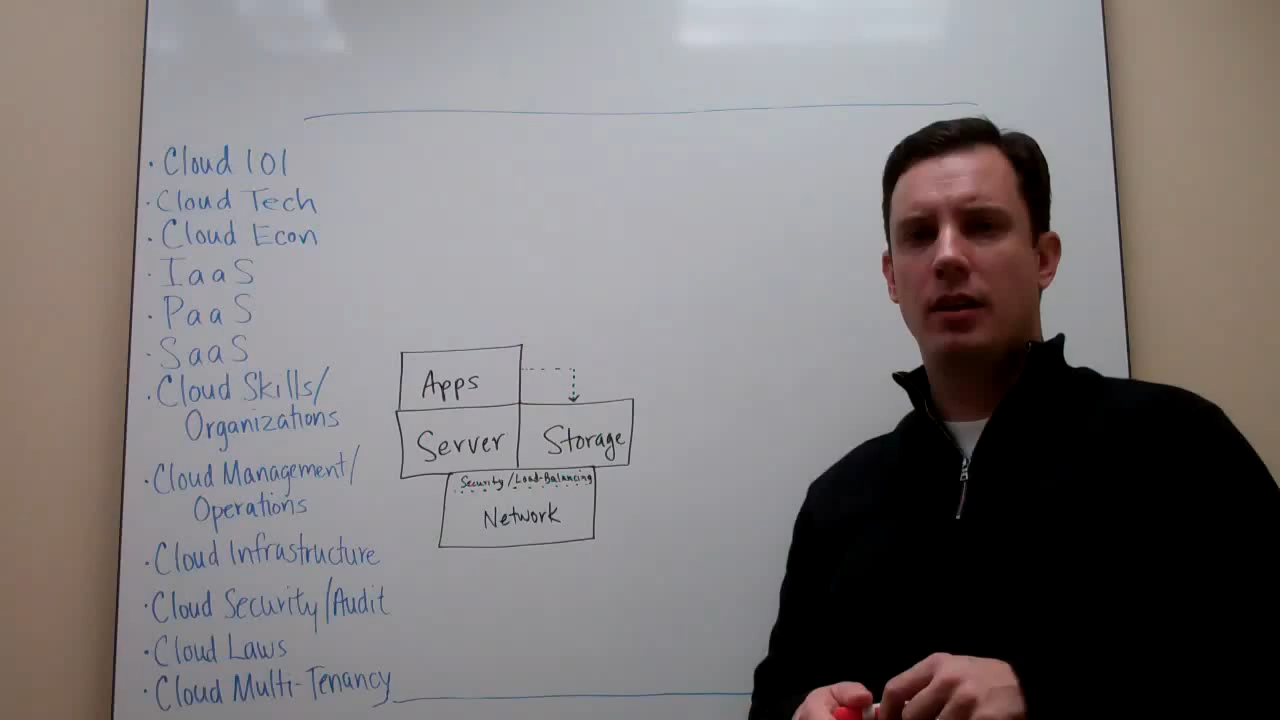 · Cloud 101
· Cloud Tech
· Cloud Econ
· IaaS
· PaaS
· SaaS
· Cloud Skills/
Organizations
· Cloud Management/
Operations
· Cloud Infrastructure
· Cloud Security/Audit
· Cloud Laws
· Cloud Multi-Tenancy
Apps
Server
Storage
Security/Load-Balancing
Network